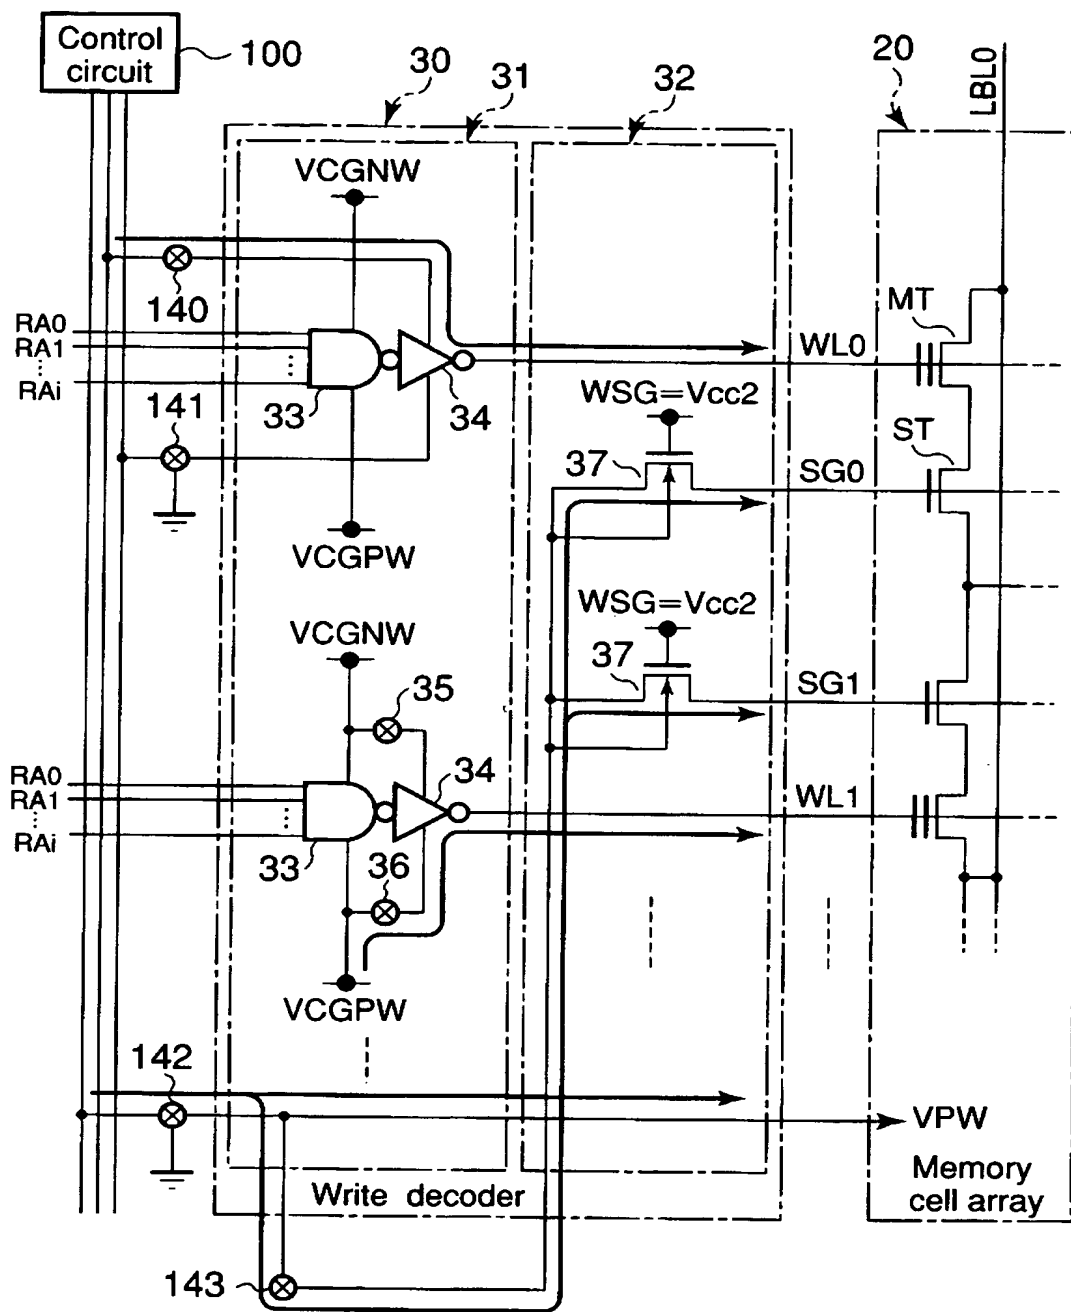 Control
circuit
100
30
31
32
20
LBL0
VCGNW
140
RA0
RA1
RAi
33
34
WL0
MT
141
WSG=Vcc2
37
SG0
ST
VCGPW
WSG=Vcc2
VCGNW
37
SG1
35
RA0
RA1
RAi
34
WL1
33
36
VCGPW
142
VPW
Write decoder
Memory
cell array
143